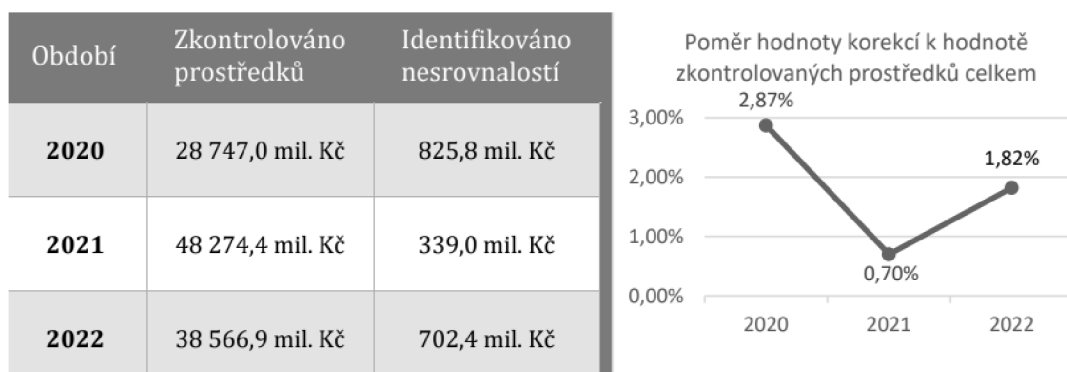 Období
Zkontrolováno
prostředků
Identifikováno
nesrovnalostí
2020
28 747,0 mil. Kč
825,8 mil. Kč
2021
48 274,4 mil. Kč
339,0 mil. Kč
2022
38 566,9 mil. Kč
702,4 mil. Kč
Poměr hodnoty korekcí k hodnotě
zkontrolovaných prostředků celkem
2,87%
3,00%
1,82%
2,00%
1,00%
0,70%
0,00%
2020
2021
2022